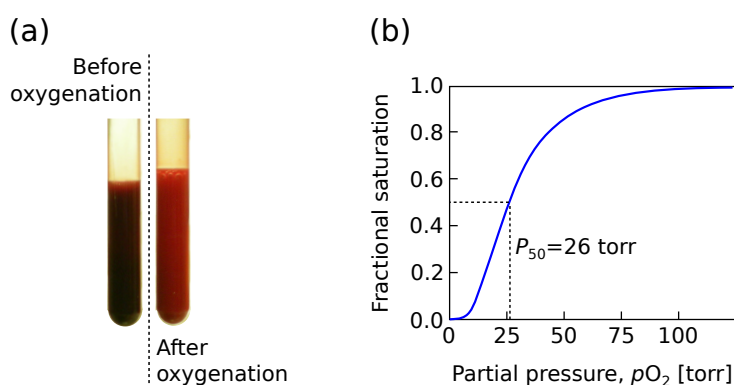 (a)
Before
oxygenation
After
oxygenation
(b)
Fractional saturation
1.0
0.8
0.6
0.4
0.2
0.0
P50=26 torr
0 25 50 75 100
Partial pressure, pO2 [torr]